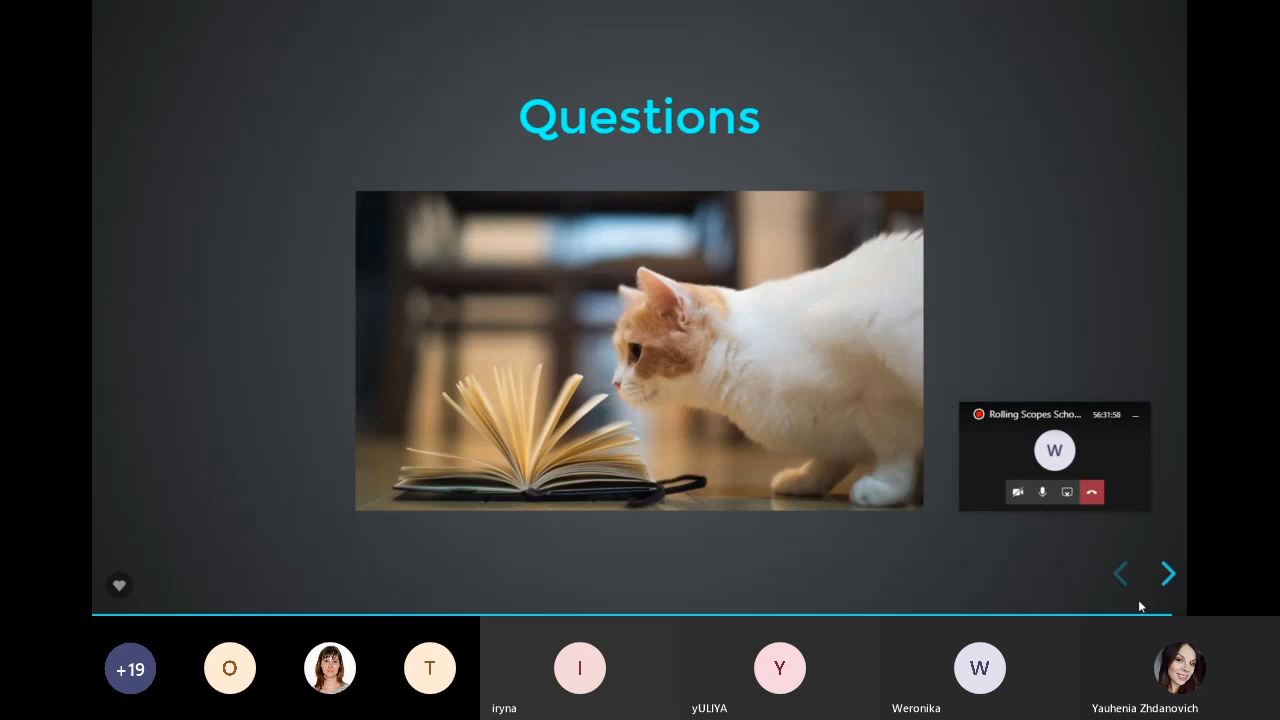 Questions
Rolling Scopes Scho... 56:31:58
W
+19
O
T
I
Y
W
iryna
yULIYA
Weronika
Yauhenia Zhdanovich